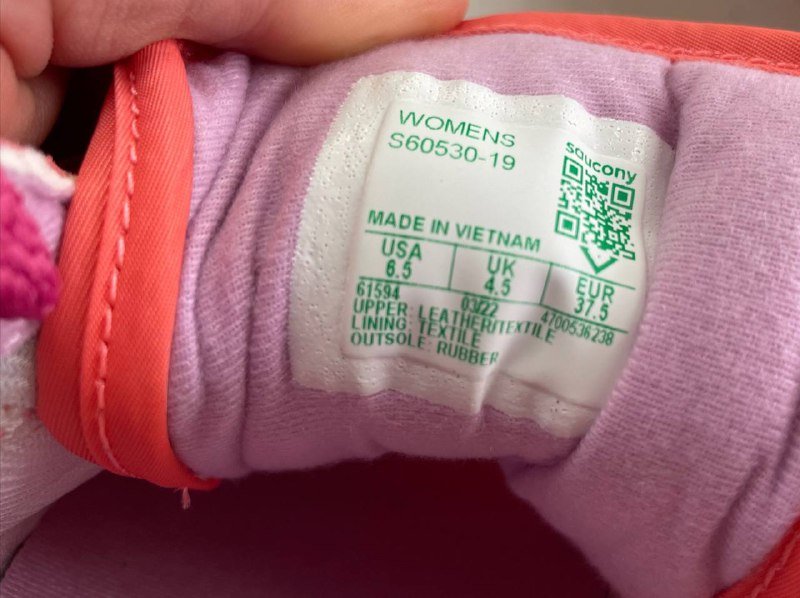 WOMENS
S60530-19
saucony
MADE IN VIETNAM
USA UK EUR
6.5 4.5 37.5
61594 03/22 4700536238
UPPER: LEATHER/TEXTILE
LINING: TEXTILE
OUTSOLE: RUBBER